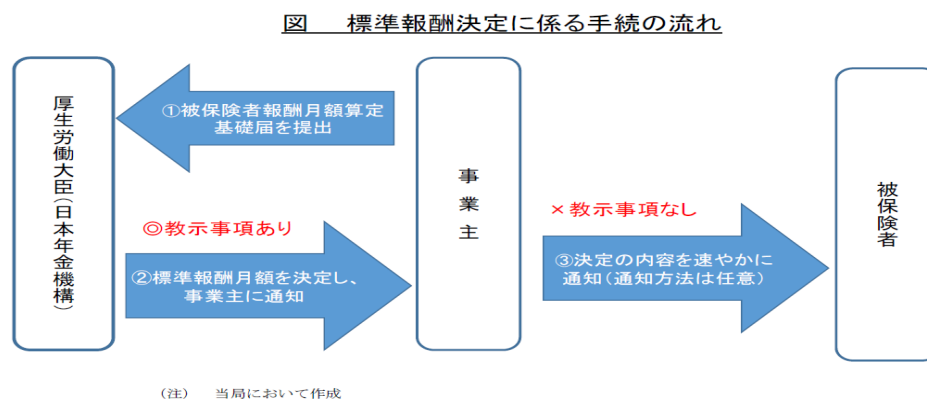 図　標準報酬決定に係る手続の流れ
厚生労働大臣(日本年金機構)
①被保険者報酬月額算定
基礎届を提出
◎教示事項あり
②標準報酬月額を決定し、
事業主に通知
事業主
×教示事項なし
③決定の内容を速やかに
通知(通知方法は任意)
被保険者
(注)　当局において作成